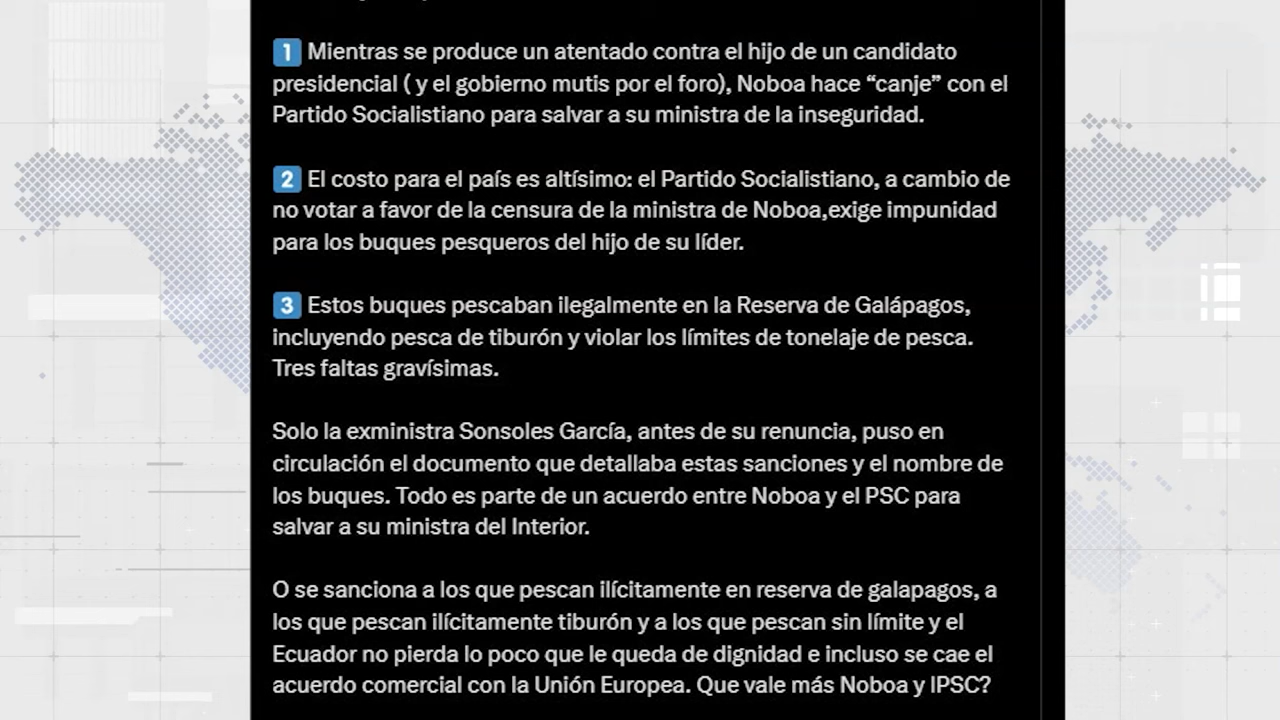 1 Mientras se produce un atentado contra el hijo de un candidato
presidencial ( y el gobierno mutis por el foro), Noboa hace “canje” con el
Partido Socialistiano para salvar a su ministra de la inseguridad.
2 El costo para el país es altísimo: el Partido Socialistiano, a cambio de
no votar a favor de la censura de la ministra de Noboa,exige impunidad
para los buques pesqueros del hijo de su líder.
3 Estos buques pescaban ilegalmente en la Reserva de Galápagos,
incluyendo pesca de tiburón y violar los límites de tonelaje de pesca.
Tres faltas gravísimas.
Solo la exministra Sonsoles García, antes de su renuncia, puso en
circulación el documento que detallaba estas sanciones y el nombre de
los buques. Todo es parte de un acuerdo entre Noboa y el PSC para
salvar a su ministra del Interior.
O se sanciona a los que pescan ilícitamente en reserva de galapagos, a
los que pescan ilícitamente tiburón y a los que pescan sin límite y el
Ecuador no pierda lo poco que le queda de dignidad e incluso se cae el
acuerdo comercial con la Unión Europea. Que vale más Noboa y lPSC?